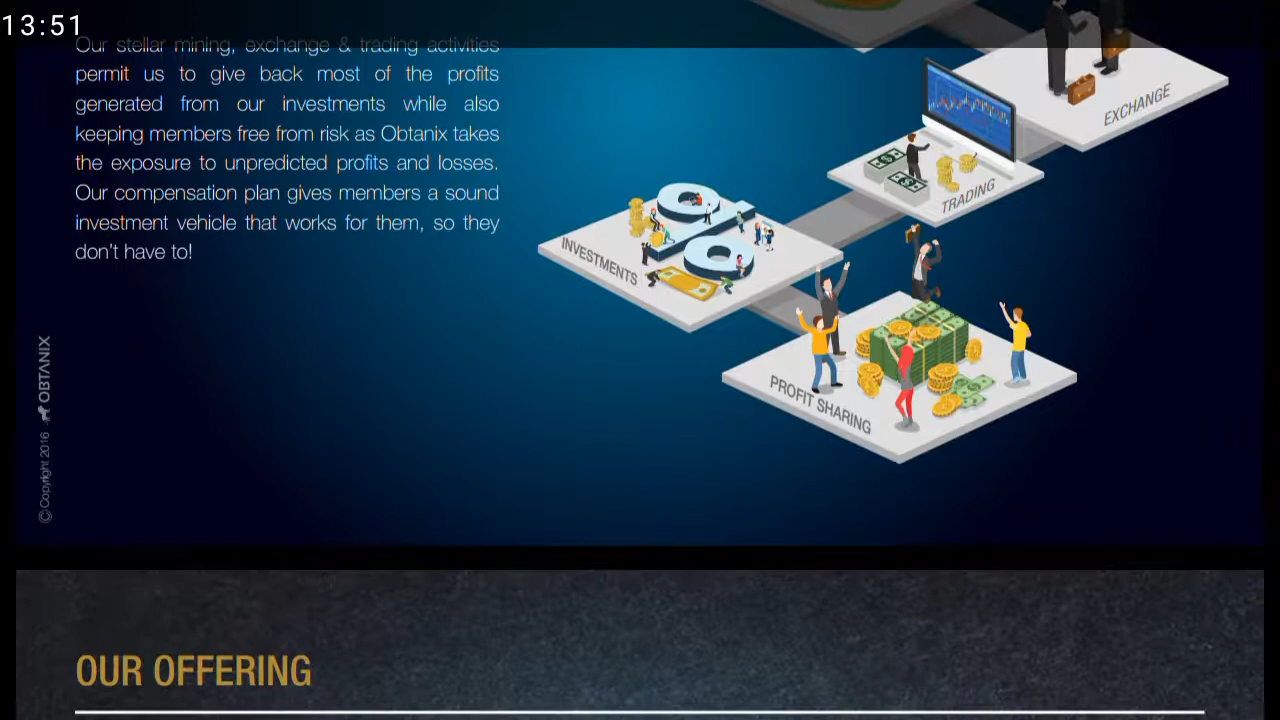 13:51
Our stellar mining, exchange & trading activities
permit us to give back most of the profits
generated from our investments while also
keeping members free from risk as Obtanix takes
the exposure to unpredicted profits and losses.
Our compensation plan gives members a sound
investment vehicle that works for them, so they
don't have to!
EXCHANGE
TRADING
INVESTMENTS
PROFIT SHARING
© Copyright 2016 OBTANIX
OUR OFFERING